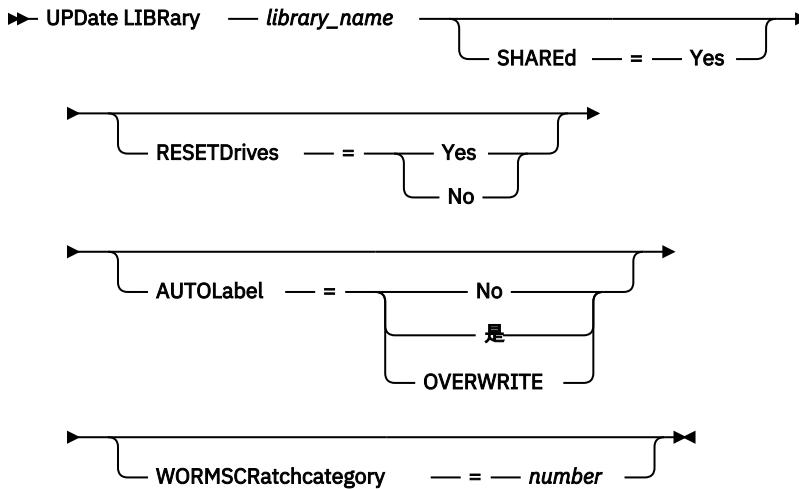 UPDate LIBRary library_name
SHAREd = Yes
RESETDrives = Yes
No
AUTOLabel = No
是
OVERWRITE
WORMSCRatchcategory = number